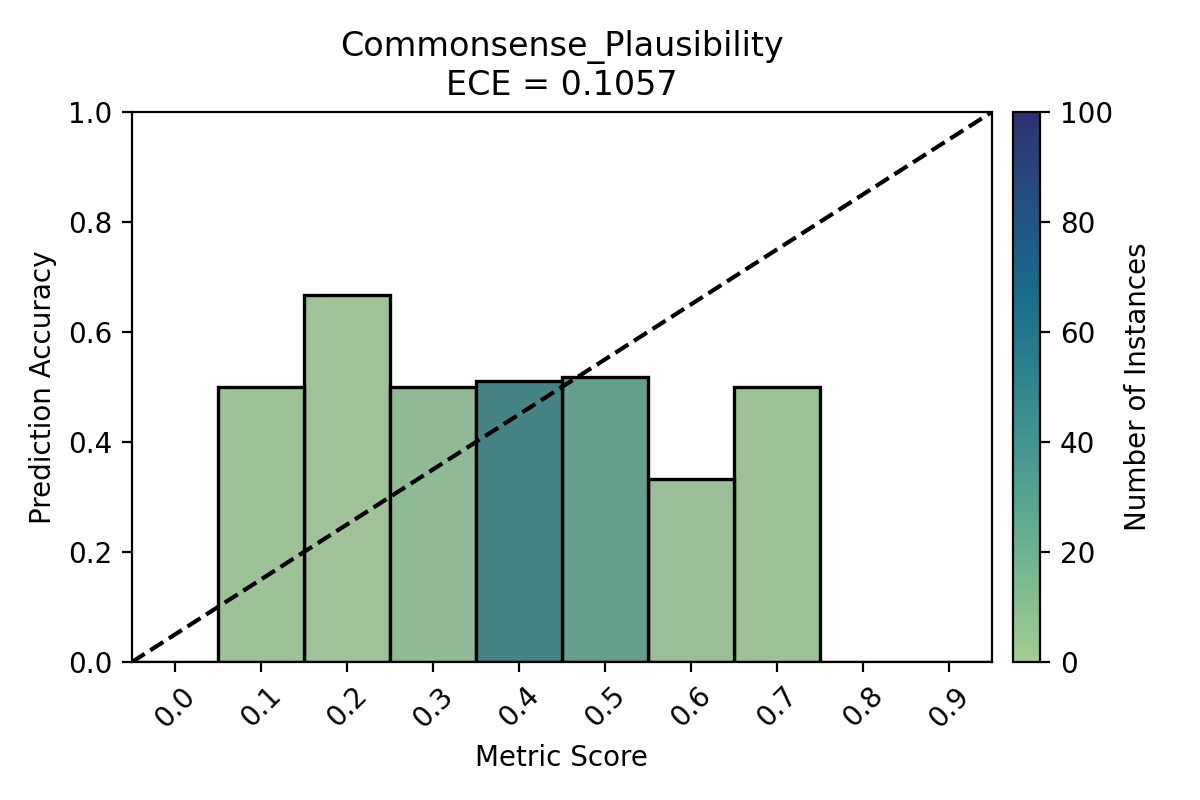 Commonsense_Plausibility
ECE = 0.1057
Prediction Accuracy
1.0
0.8
0.6
0.4
0.2
0.0
0.0 0.1 0.2 0.3 0.4 0.5 0.6 0.7 0.8 0.9
Metric Score
100
80
60
40
20
0
Number of Instances